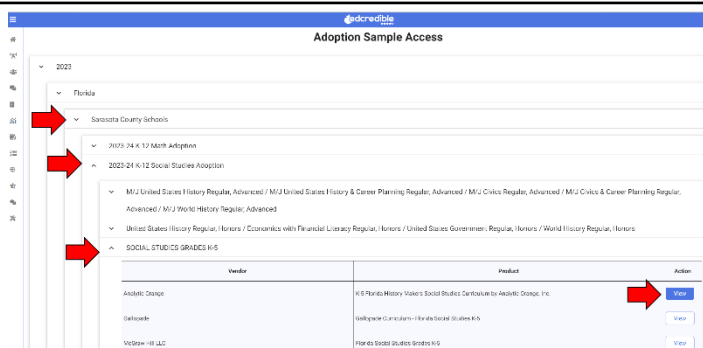 edcredible
Adoption Sample Access
2023
Florida
Sarasota County Schools
2023-24 K-12 Math Adoption
2023-24 K-12 Social Studies Adoption
M/J United States History Regular, Advanced / M/J United States History & Career Planning Regular, Advanced / M/J Civics Regular, Advanced / M/J Civics & Career Planning Regular,
Advanced / M/J World History Regular, Advanced
United States History Regular, Honors / Economics with Financial Literacy Regular, Honors / United States Government Regular, Honors / World History Regular, Honors
SOCIAL STUDIES GRADES K-5
Vendor Product Action
Analytic Orange K-5 Florida History Makers Social Studies Curriculum by Analytic Orange, Inc. View
Gallopade Gallopade Curriculum - Florida Social Studies K-5 View
McGraw Hill LLC Florida Social Studies Grades K-5 View